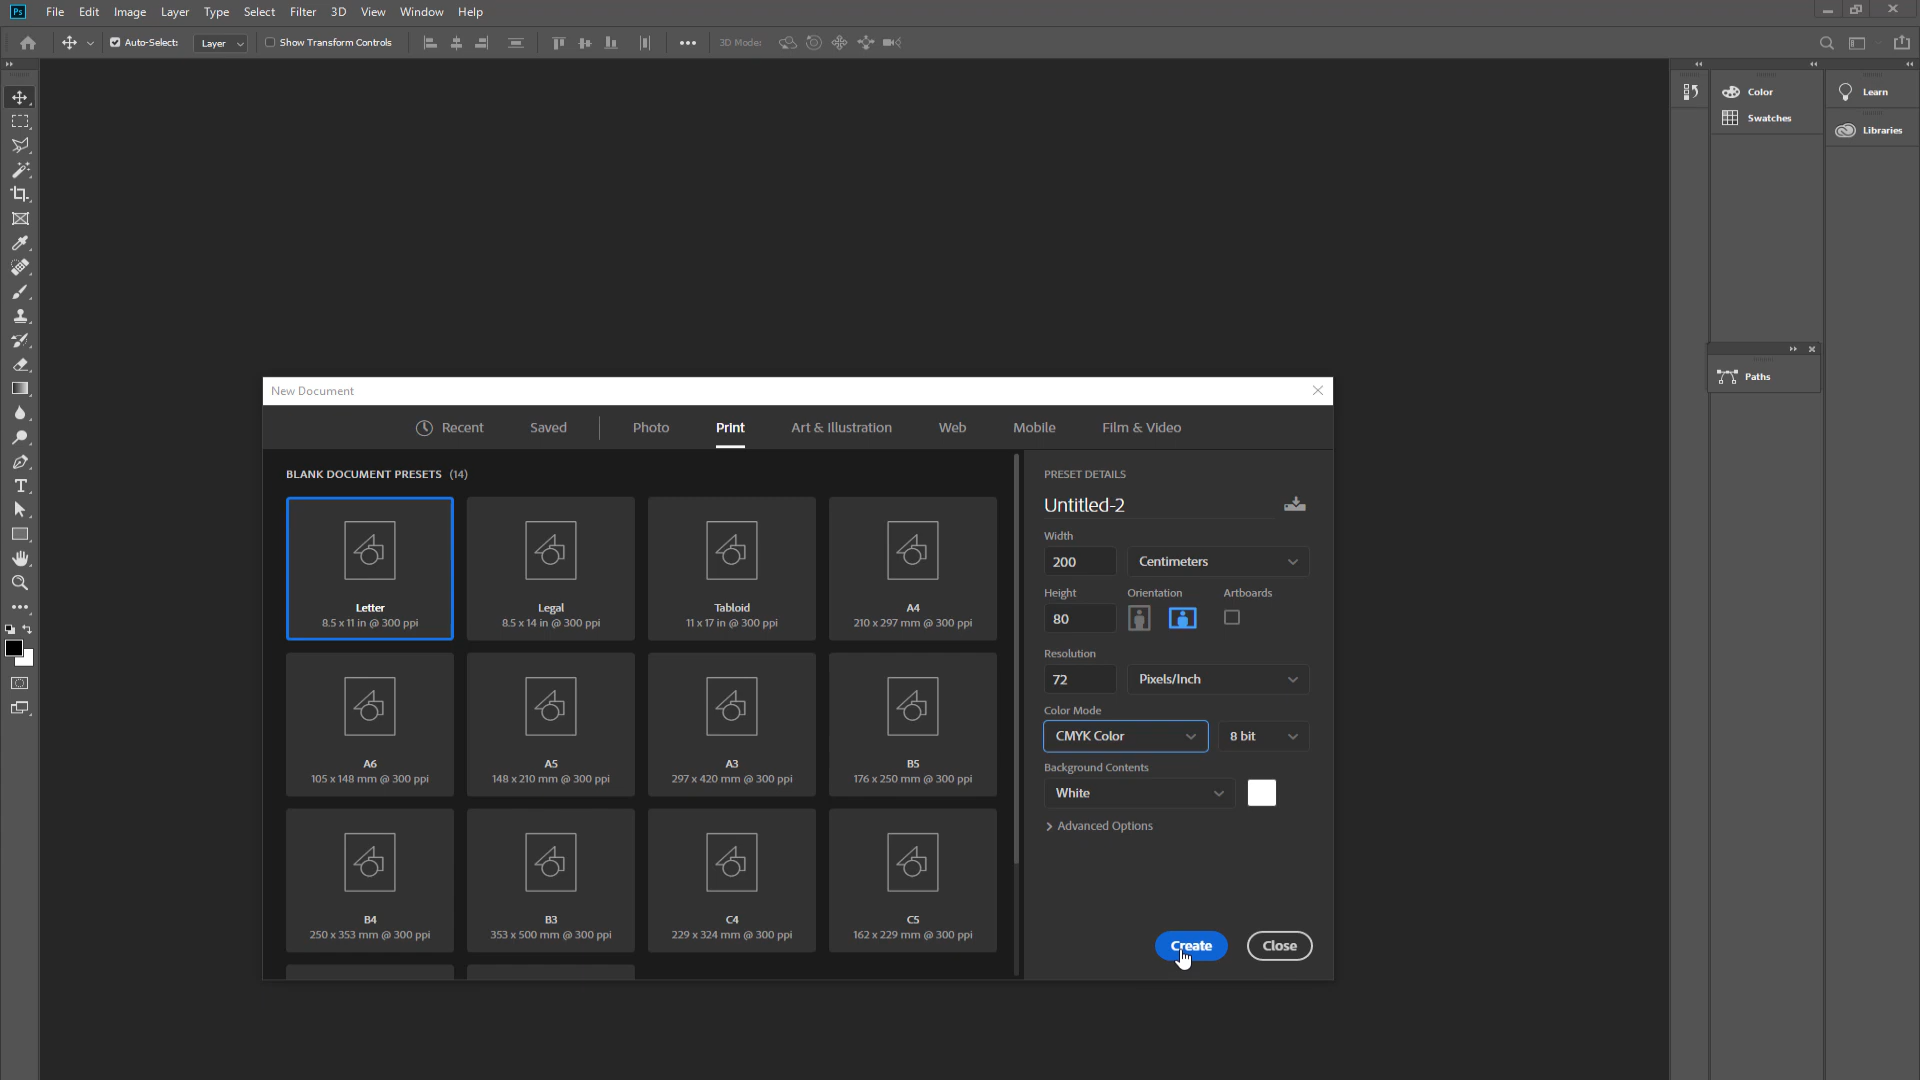 Ps File Edit Image Layer Type Select Filter 3D View Window Help
Auto-Select: Layer Show Transform Controls 3D Mode:
Color
Swatches
Learn
Libraries
Paths
New Document
Recent Saved Photo Print Art & Illustration Web Mobile Film & Video
BLANK DOCUMENT PRESETS (14)
Letter
8.5 x 11 in @ 300 ppi
Legal
8.5 x 14 in @ 300 ppi
Tabloid
11 x 17 in @ 300 ppi
A4
210 x 297 mm @ 300 ppi
A6
105 x 148 mm @ 300 ppi
A5
148 x 210 mm @ 300 ppi
A3
297 x 420 mm @ 300 ppi
B5
176 x 250 mm @ 300 ppi
B4
250 x 353 mm @ 300 ppi
B3
353 x 500 mm @ 300 ppi
C4
229 x 324 mm @ 300 ppi
C5
162 x 229 mm @ 300 ppi
PRESET DETAILS
Untitled-2
Width
200 Centimeters
Height Orientation Artboards
80
Resolution
72 Pixels/Inch
Color Mode
CMYK Color 8 bit
Background Contents
White
Advanced Options
Create Close